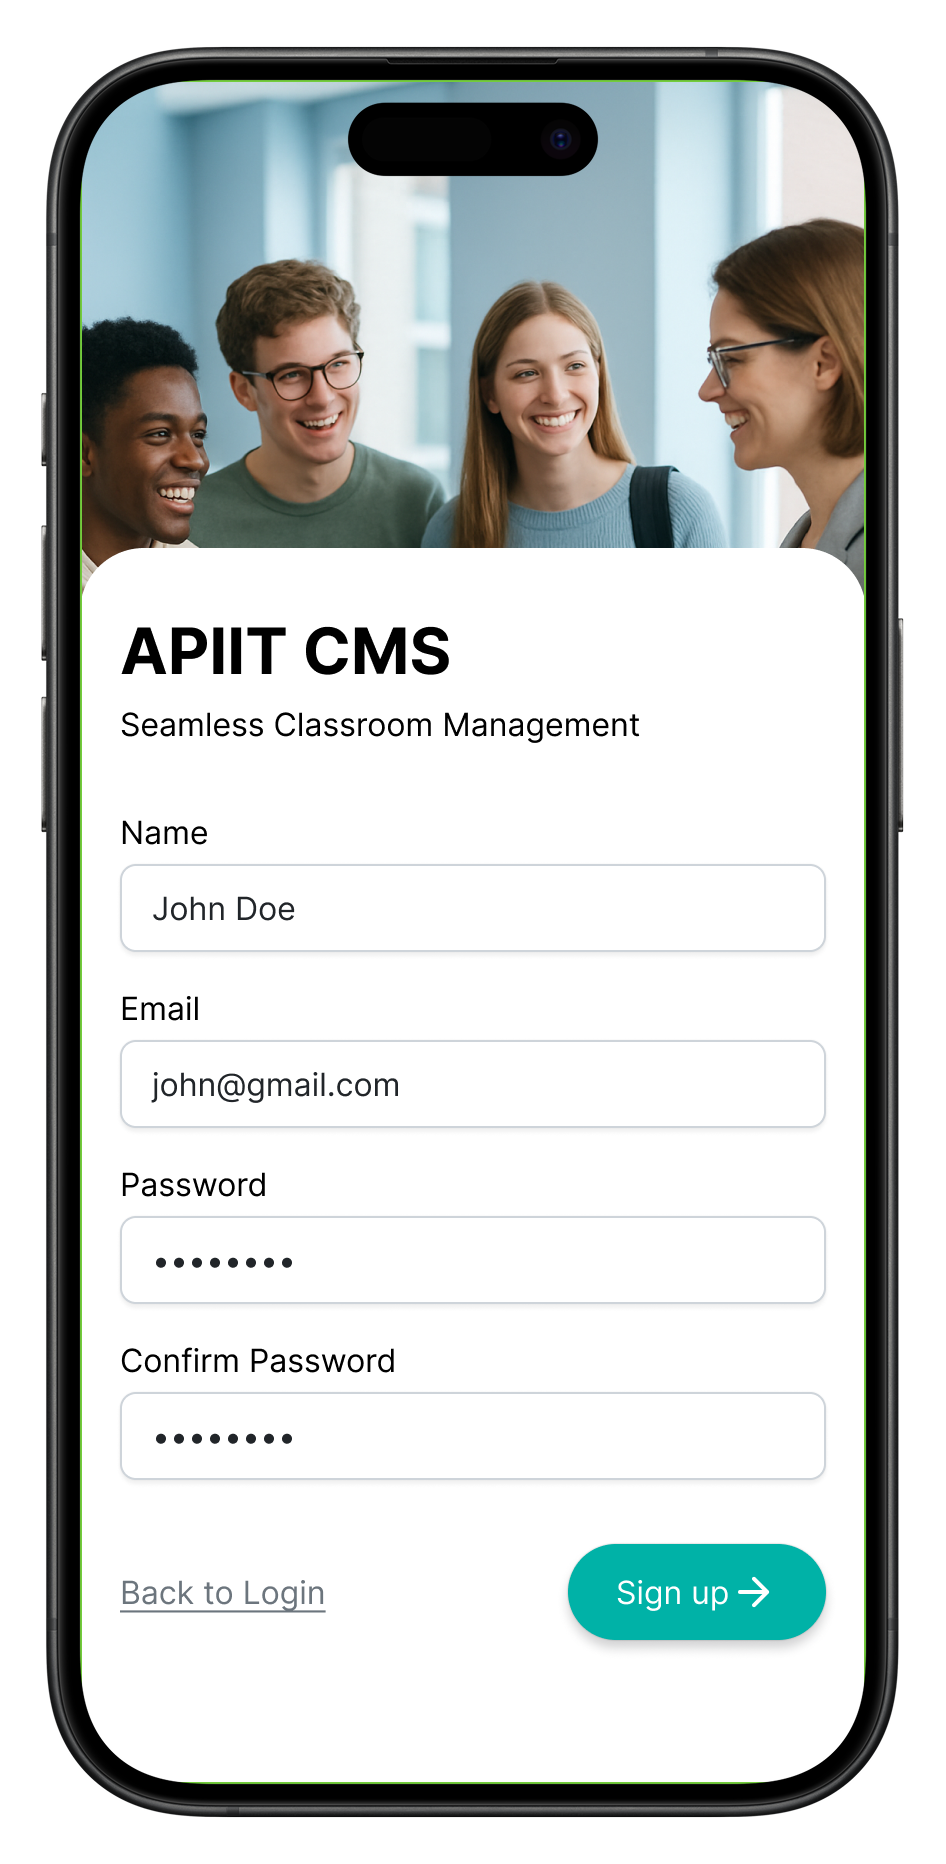 APIIT CMS
Seamless Classroom Management
Name
John Doe
Email
john@gmail.com
Password
••••••••
Confirm Password
••••••••
Back to Login
Sign up →